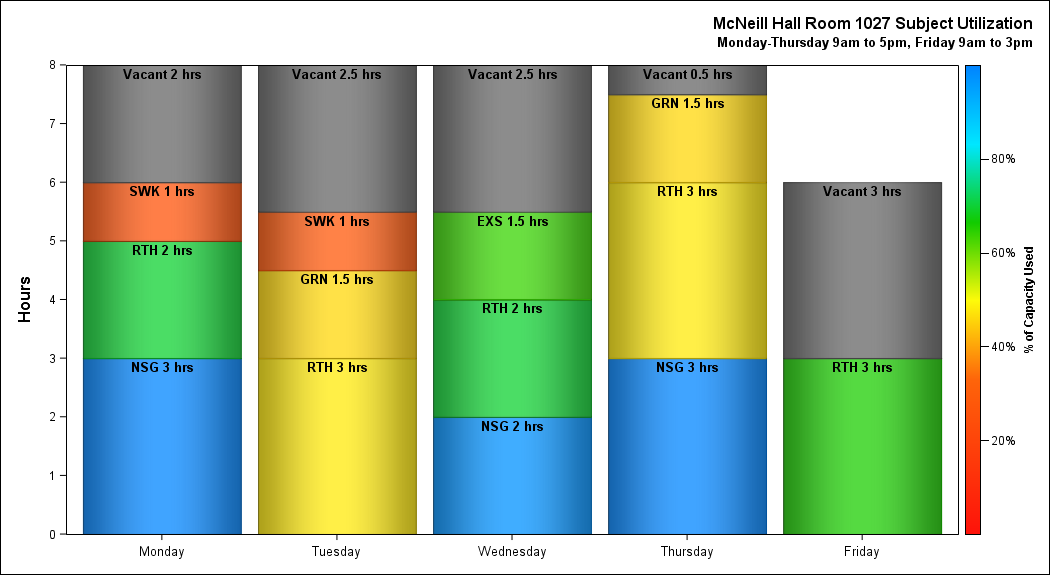 McNeill Hall Room 1027 Subject Utilization
Monday-Thursday 9am to 5pm, Friday 9am to 3pm
Hours
8
7
6
5
4
3
2
1
0
Vacant 2 hrs
SWK 1 hrs
RTH 2 hrs
NSG 3 hrs
Vacant 2.5 hrs
SWK 1 hrs
GRN 1.5 hrs
RTH 3 hrs
Vacant 2.5 hrs
EXS 1.5 hrs
RTH 2 hrs
NSG 2 hrs
Vacant 0.5 hrs
GRN 1.5 hrs
RTH 3 hrs
NSG 3 hrs
Vacant 3 hrs
RTH 3 hrs
Monday
Tuesday
Wednesday
Thursday
Friday
80%
60%
40%
20%
% of Capacity Used